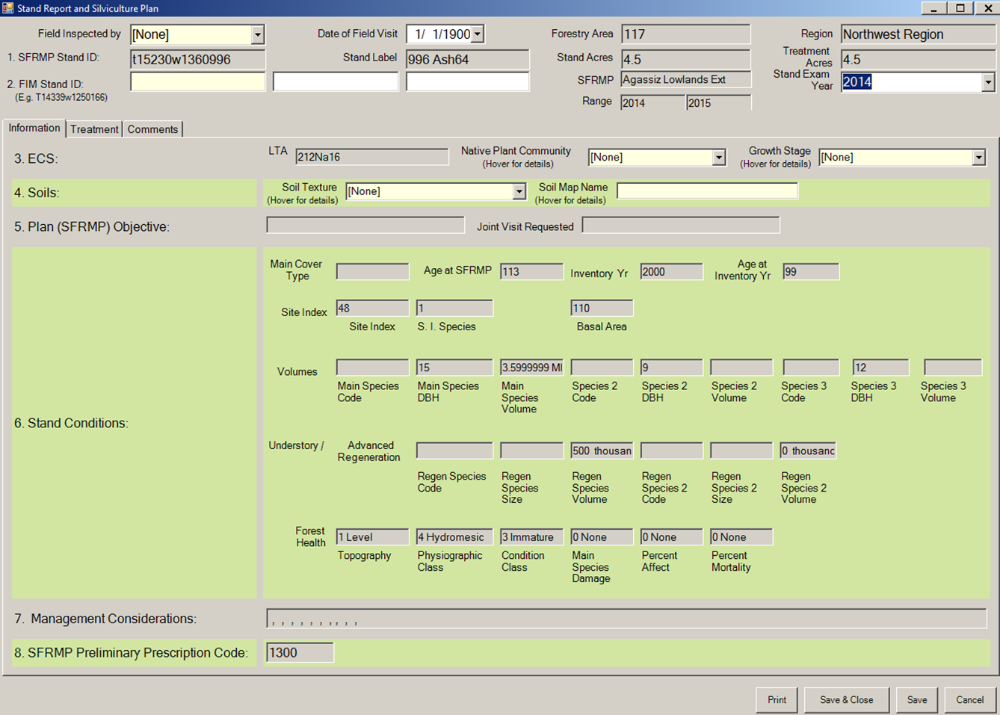 Stand Report and Silviculture Plan
Field Inspected by [None] Date of Field Visit 1/ 1/1900 Forestry Area 117 Region Northwest Region
1. SFRMP Stand ID: t15230w1360996 Stand Label 996 Ash64 Stand Acres 4.5 Treatment Acres 4.5
2. FIM Stand ID: SFRMP Agassiz Lowlands Ext Stand Exam Year 2014
(E.g. T14339w1250166) Range 2014 2015
Information Treatment Comments
3. ECS: LTA 212Na16 Native Plant Community (Hover for details) [None] Growth Stage (Hover for details) [None]
4. Soils: Soil Texture (Hover for details) [None] Soil Map Name (Hover for details)
5. Plan (SFRMP) Objective: Joint Visit Requested
6. Stand Conditions:
Main Cover Type Age at SFRMP 113 Inventory Yr 2000 Age at Inventory Yr 99
Site Index 48 1 110
Site Index S. I. Species Basal Area
Volumes 15 3.5999999 9 12
Main Species Code Main Species DBH Main Species Volume Species 2 Code Species 2 DBH Species 2 Volume Species 3 Code Species 3 DBH Species 3 Volume
Understory / Advanced Regeneration 500 thousan 0 thousanc
Regen Species Code Regen Species Size Regen Species Volume Regen Species 2 Code Regen Species 2 Size Regen Species 2 Volume
Forest Health 1 Level 4 Hydromesic 3 Immature 0 None 0 None 0 None
Topography Physiographic Class Condition Class Main Species Damage Percent Affect Percent Mortality
7. Management Considerations: , , , , , , , , , ,
8. SFRMP Preliminary Prescription Code: 1300
Print Save & Close Save Cancel